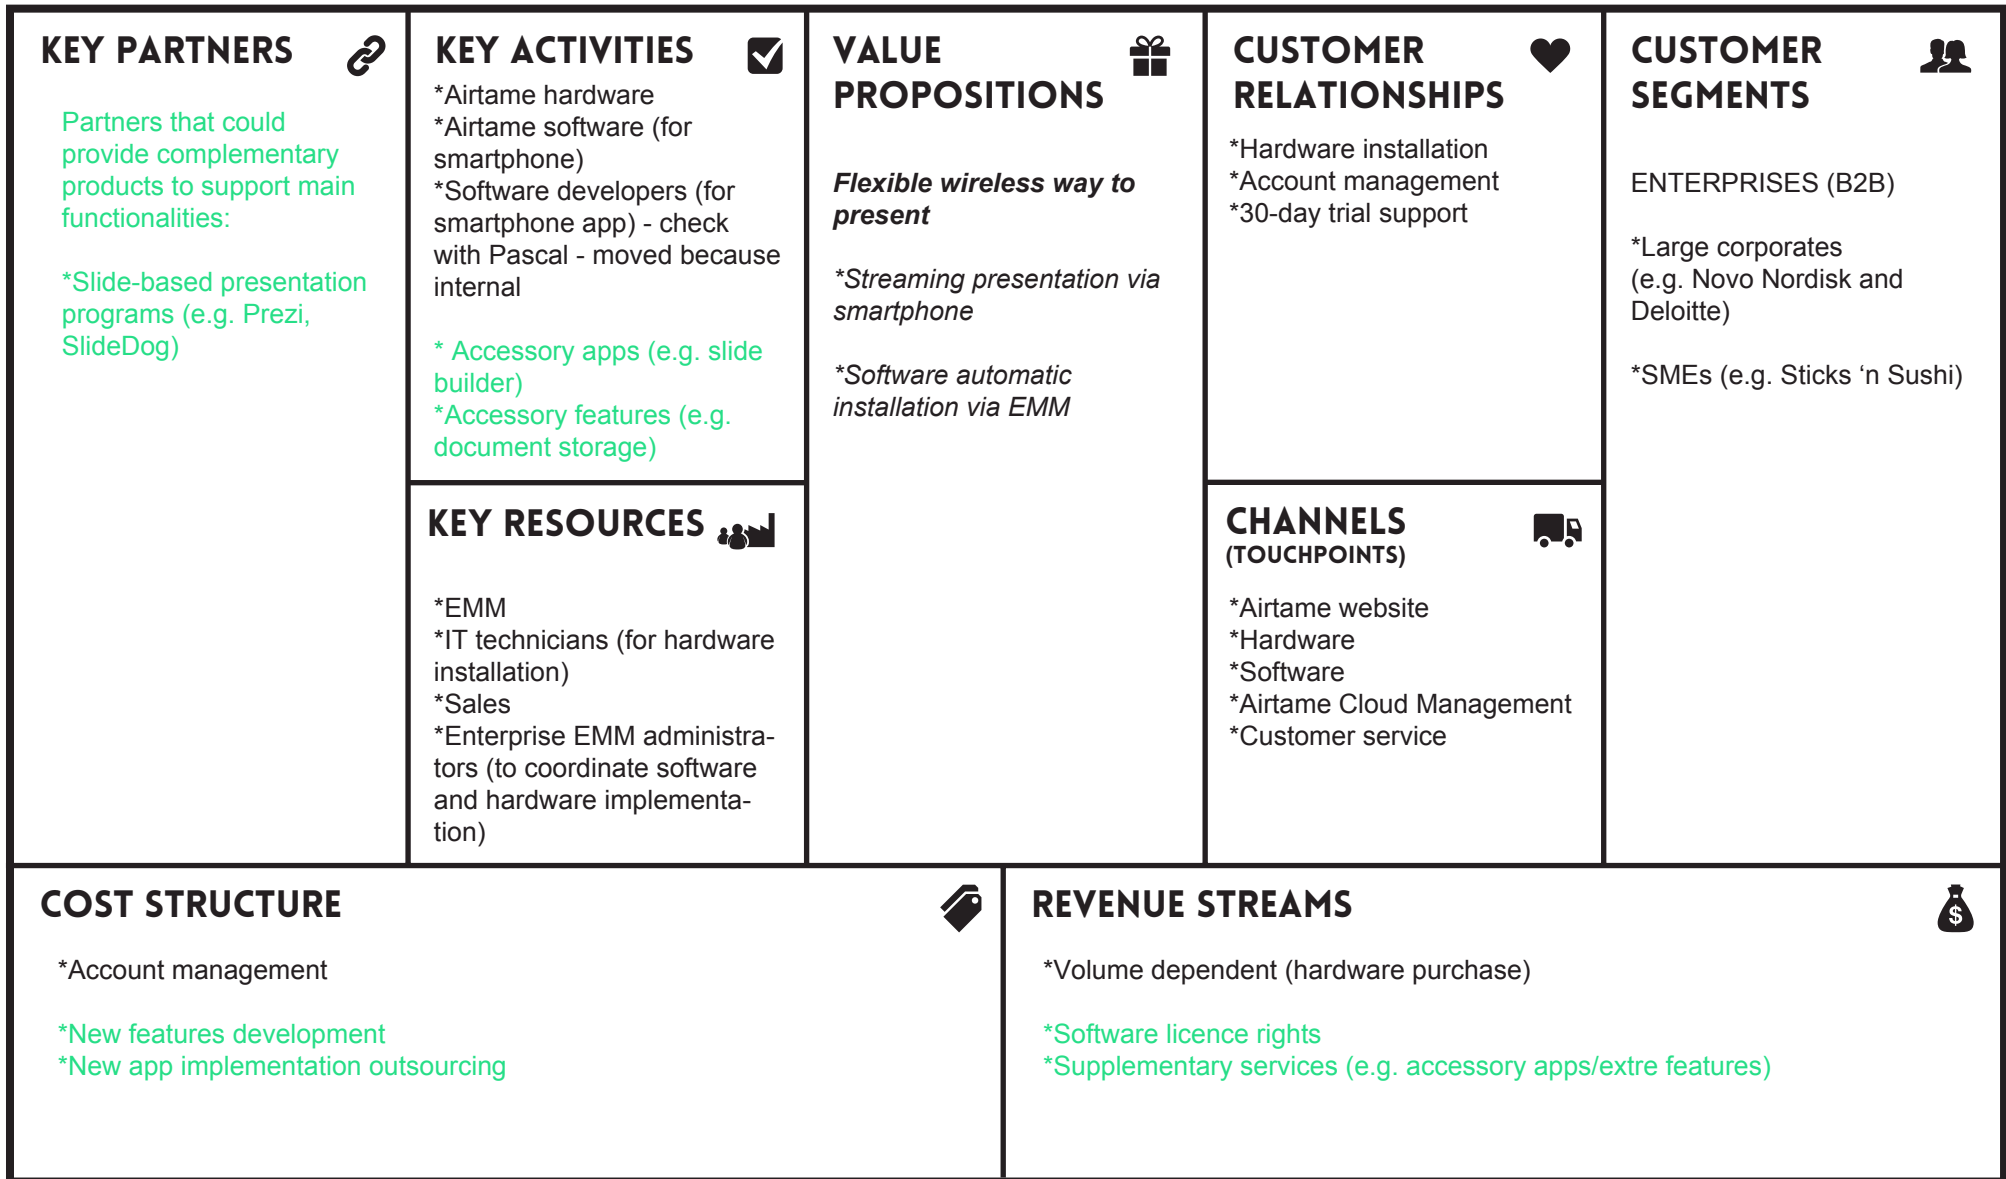 KEY PARTNERS
Partners that could
provide complementary
products to support main
functionalities:
*Slide-based presentation
programs (e.g. Prezi,
SlideDog)
KEY ACTIVITIES
*Airtame hardware
*Airtame software (for
smartphone)
*Software developers (for
smartphone app) - check
with Pascal - moved because
internal
* Accessory apps (e.g. slide
builder)
*Accessory features (e.g.
document storage)
KEY RESOURCES
*EMM
*IT technicians (for hardware
installation)
*Sales
*Enterprise EMM administra-
tors (to coordinate software
and hardware implementa-
tion)
VALUE
PROPOSITIONS
Flexible wireless way to
present
*Streaming presentation via
smartphone
*Software automatic
installation via EMM
CUSTOMER
RELATIONSHIPS
*Hardware installation
*Account management
*30-day trial support
CHANNELS
(TOUCHPOINTS)
*Airtame website
*Hardware
*Software
*Airtame Cloud Management
*Customer service
CUSTOMER
SEGMENTS
ENTERPRISES (B2B)
*Large corporates
(e.g. Novo Nordisk and
Deloitte)
*SMEs (e.g. Sticks ‘n Sushi)
COST STRUCTURE
*Account management
*New features development
*New app implementation outsourcing
REVENUE STREAMS
$
*Volume dependent (hardware purchase)
*Software licence rights
*Supplementary services (e.g. accessory apps/extre features)